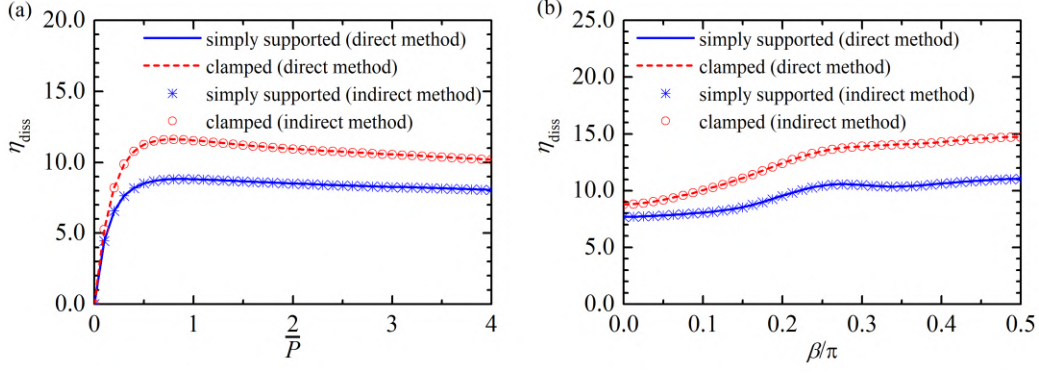 (a)
20.0
15.0
10.0
5.0
0.0
η_diss
simply supported (direct method)
clamped (direct method)
simply supported (indirect method)
clamped (indirect method)
0 1 2 3 4
P̅
(b)
25.0
20.0
15.0
10.0
5.0
0.0
η_diss
simply supported (direct method)
clamped (direct method)
simply supported (indirect method)
clamped (indirect method)
0.0 0.1 0.2 0.3 0.4 0.5
β/π